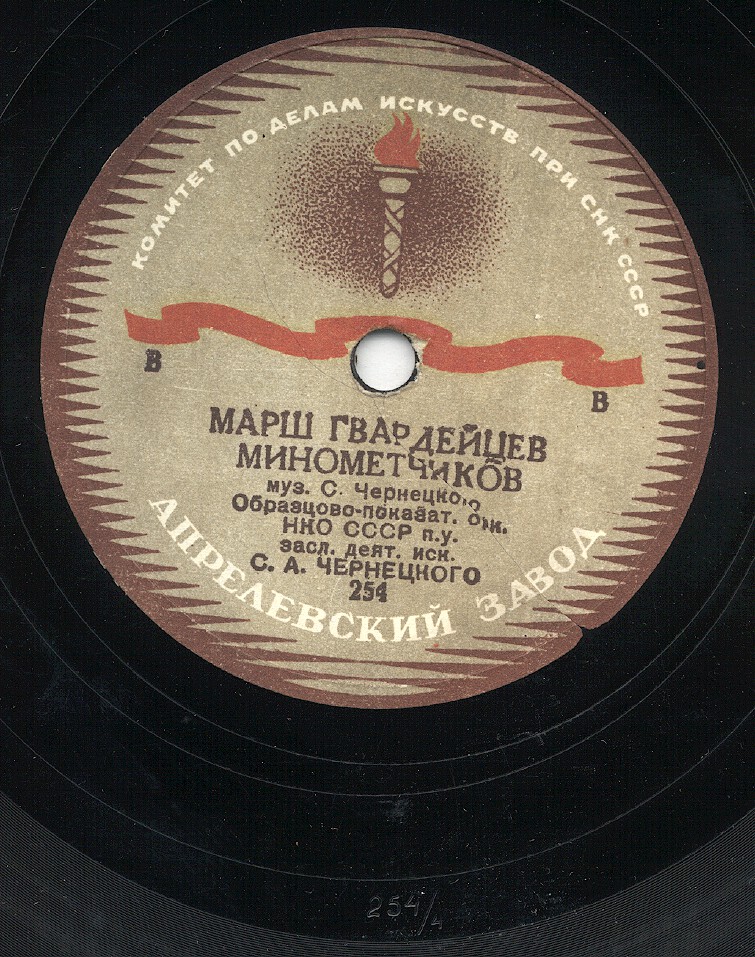 КОМИТЕТ ПО ДЕЛАМ ИСКУССТВ ПРИ СНК СССР
В
В
МАРШ ГВАРДЕЙЦЕВ
МИНОМЕТЧИКОВ
муз. С. Чернецкого
Образцово-показат. орк.
НКО СССР п.у.
засл. деят. иск.
С. А. ЧЕРНЕЦКОГО
254
АПРЕЛЕВСКИЙ ЗАВОД
254/4